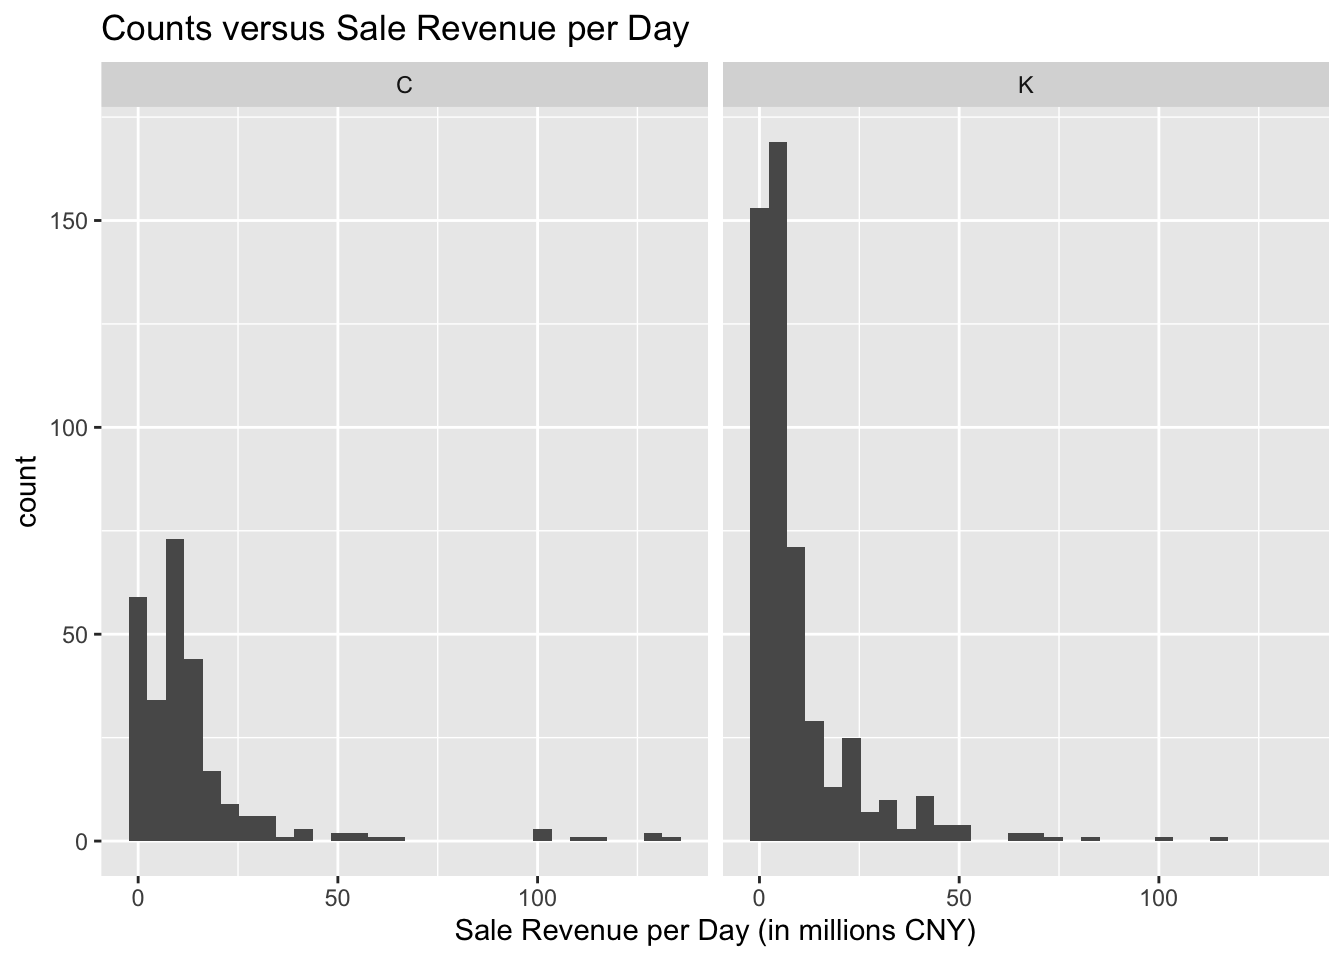 Counts versus Sale Revenue per Day
C
K
150
100
50
0
count
0 50 100
0 50 100
Sale Revenue per Day (in millions CNY)